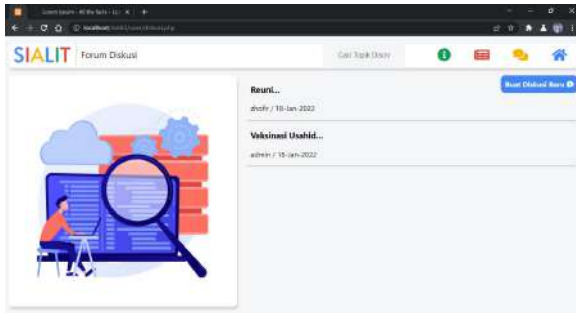 SIALIT Forum Diskusi
Cari Topik Diskusi
Buat Diskusi Baru
Reuni...
zhofir / 10-Jan-2022
Vaksinasi Usahid...
admin / 15-Jan-2022